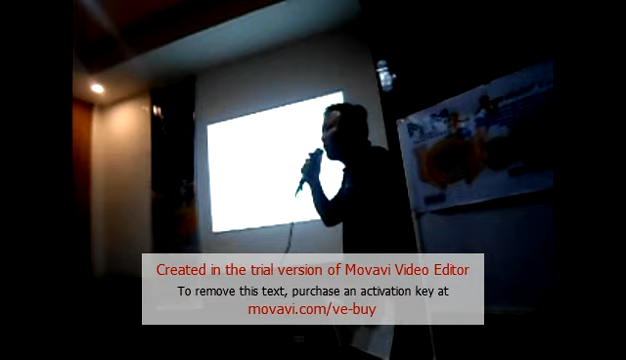 Created in the trial version of Movavi Video Editor
To remove this text, purchase an activation key at
movavi.com/ve-buy